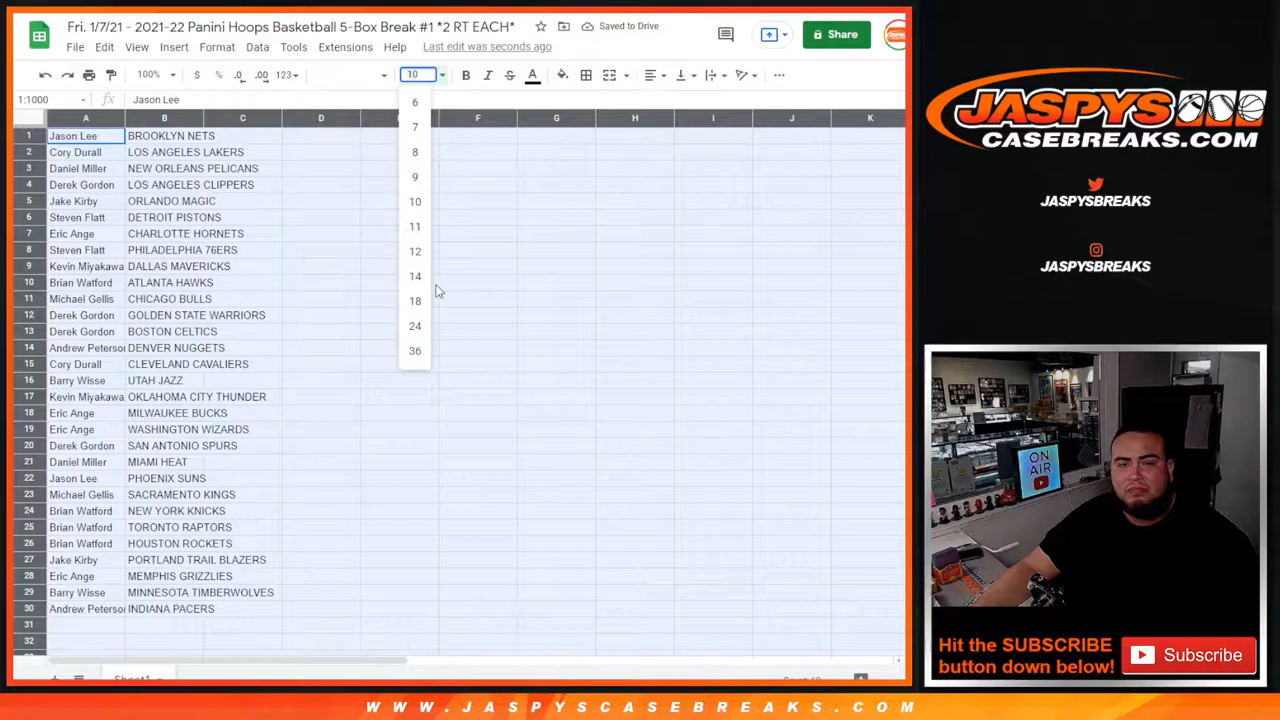 Fri. 1/7/21 - 2021-22 Panini Hoops Basketball 5-Box Break #1 *2 RT EACH*
Saved to Drive
File Edit View Insert Format Data Tools Extensions Help Last edit was seconds ago
Share
100% $ % .0 .00 123 10
1:1000 fx Jason Lee
A B C D F G H I J K
1 Jason Lee BROOKLYN NETS
2 Cory Durall LOS ANGELES LAKERS
3 Daniel Miller NEW ORLEANS PELICANS
4 Derek Gordon LOS ANGELES CLIPPERS
5 Jake Kirby ORLANDO MAGIC
6 Steven Flatt DETROIT PISTONS
7 Eric Ange CHARLOTTE HORNETS
8 Steven Flatt PHILADELPHIA 76ERS
9 Kevin Miyakawa DALLAS MAVERICKS
10 Brian Watford ATLANTA HAWKS
11 Michael Gellis CHICAGO BULLS
12 Derek Gordon GOLDEN STATE WARRIORS
13 Derek Gordon BOSTON CELTICS
14 Andrew Peterson DENVER NUGGETS
15 Cory Durall CLEVELAND CAVALIERS
16 Barry Wisse UTAH JAZZ
17 Kevin Miyakawa OKLAHOMA CITY THUNDER
18 Eric Ange MILWAUKEE BUCKS
19 Eric Ange WASHINGTON WIZARDS
20 Derek Gordon SAN ANTONIO SPURS
21 Daniel Miller MIAMI HEAT
22 Jason Lee PHOENIX SUNS
23 Michael Gellis SACRAMENTO KINGS
24 Brian Watford NEW YORK KNICKS
25 Brian Watford TORONTO RAPTORS
26 Brian Watford HOUSTON ROCKETS
27 Jake Kirby PORTLAND TRAIL BLAZERS
28 Eric Ange MEMPHIS GRIZZLIES
29 Barry Wisse MINNESOTA TIMBERWOLVES
30 Andrew Peterson INDIANA PACERS
31
32
6
7
8
9
10
11
12
14
18
24
36
Sheet1
JASPYS
CASEBREAKS.COM
JASPYSBREAKS
JASPYSBREAKS
ON
AIR
Hit the SUBSCRIBE
button down below!
Subscribe
WWW.JASPYSCASEBREAKS.COM